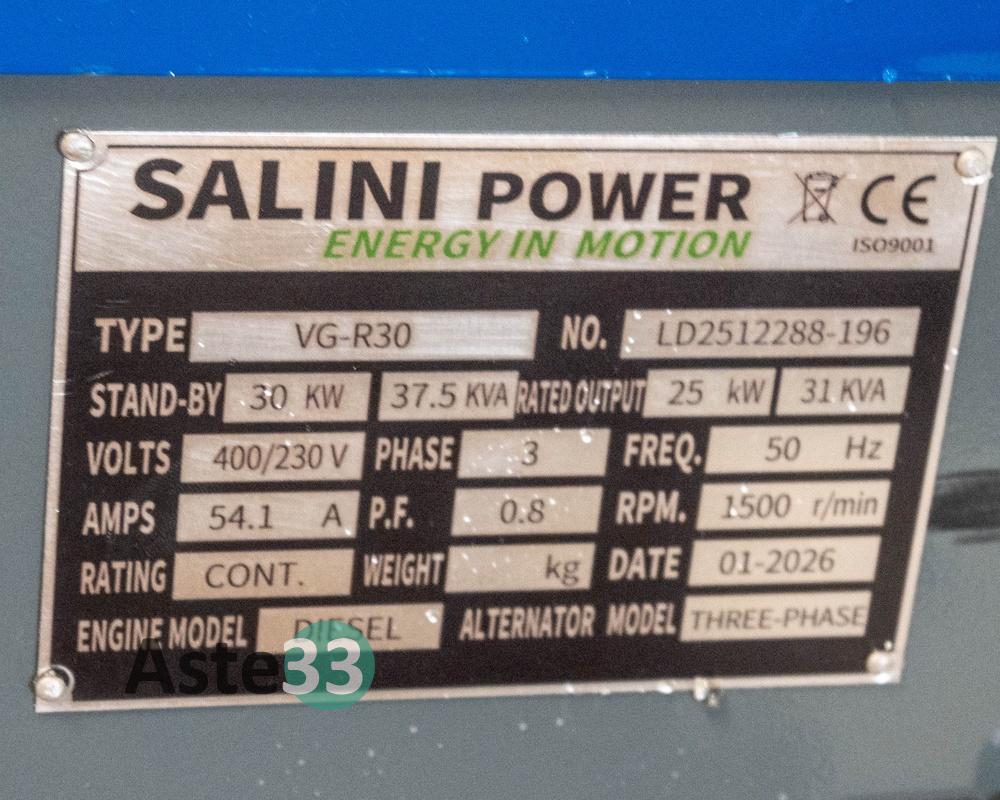 SALINI POWER
ENERGY IN MOTION
CE
ISO9001
TYPE VG-R30 NO. LD2512288-196
STAND-BY 30 KW 37.5 KVA RATED OUTPUT 25 kW 31 KVA
VOLTS 400/230 V PHASE 3 FREQ. 50 Hz
AMPS 54.1 A P.F. 0.8 RPM. 1500 r/min
RATING CONT. WEIGHT kg DATE 01-2026
ENGINE MODEL DIESEL ALTERNATOR MODEL THREE-PHASE
Aste33